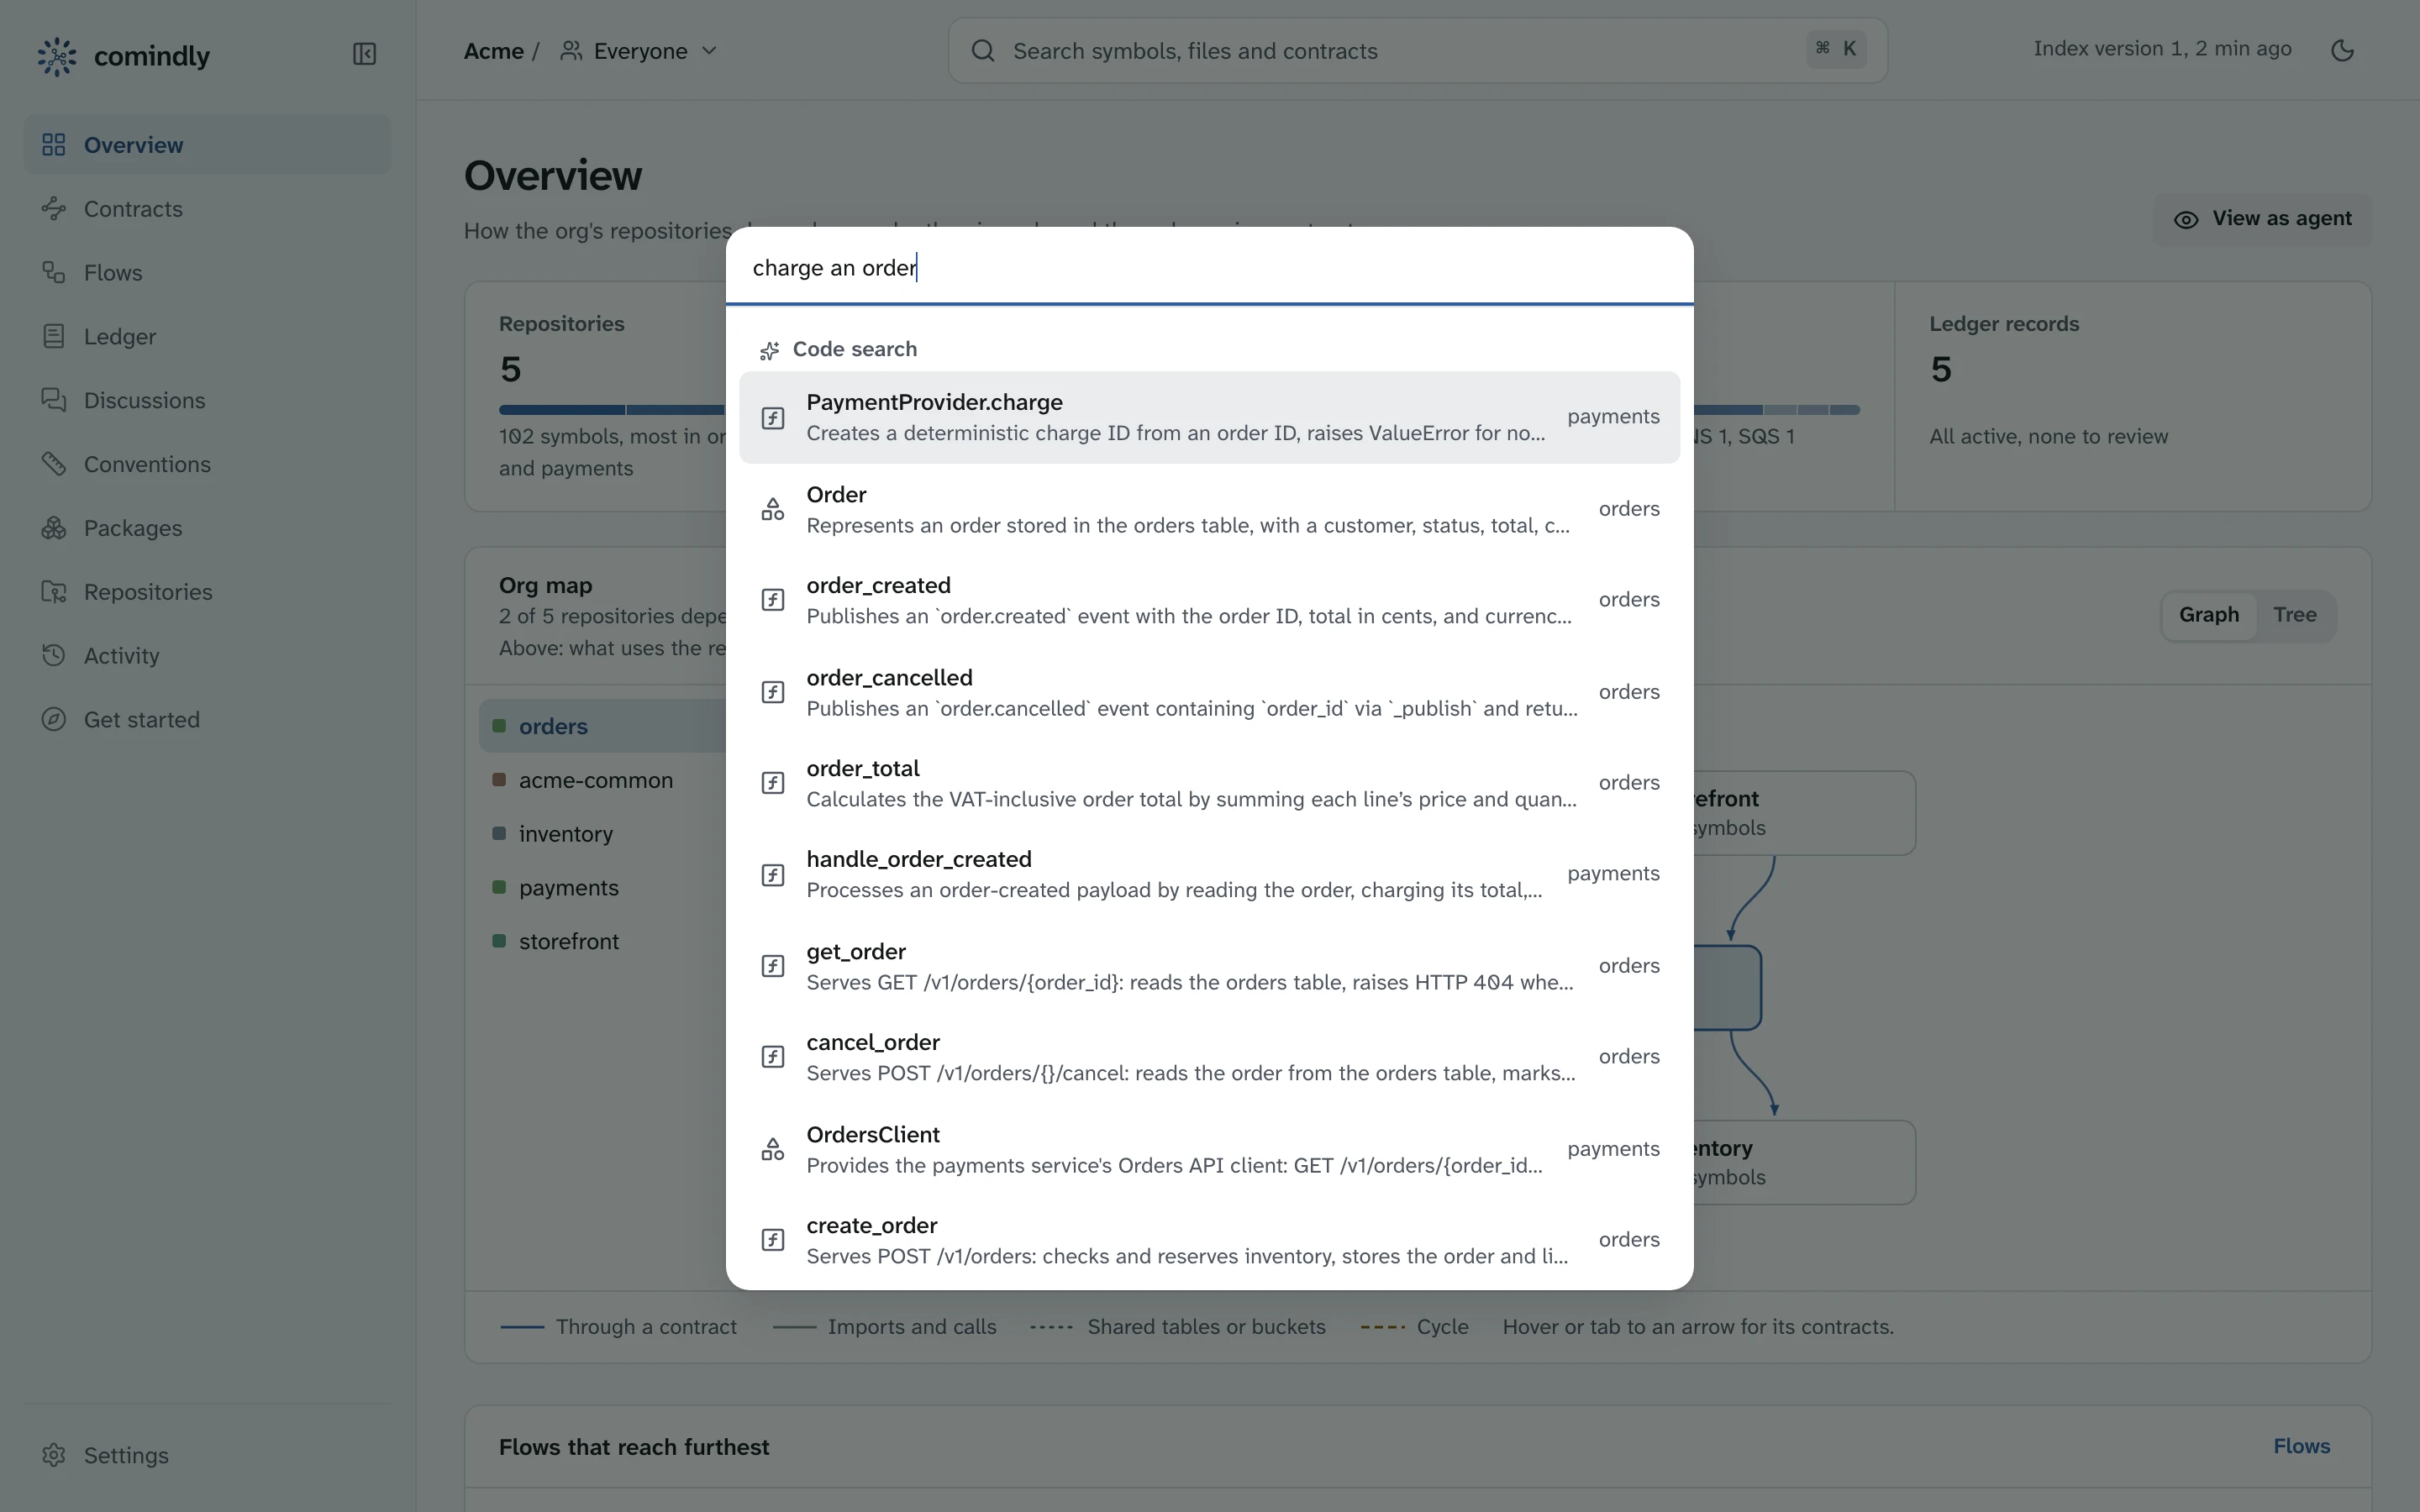 comindly
Acme / Everyone
Search symbols, files and contracts
⌘ K
Index version 1, 2 min ago
Overview
Contracts
Flows
Ledger
Discussions
Conventions
Packages
Repositories
Activity
Get started
Settings
Overview
How the org's repositories
View as agent
Repositories
5
102 symbols, most in or
and payments
SQS 1
Ledger records
5
All active, none to review
Org map
2 of 5 repositories depe
Above: what uses the re
Graph Tree
orders
acme-common
inventory
payments
storefront
charge an order
Code search
PaymentProvider.charge
Creates a deterministic charge ID from an order ID, raises ValueError for no...
payments
Order
Represents an order stored in the orders table, with a customer, status, total, c...
orders
order_created
Publishes an `order.created` event with the order ID, total in cents, and currenc...
orders
order_cancelled
Publishes an `order.cancelled` event containing `order_id` via `_publish` and retu...
orders
order_total
Calculates the VAT-inclusive order total by summing each line’s price and quan...
orders
handle_order_created
Processes an order-created payload by reading the order, charging its total,...
payments
get_order
Serves GET /v1/orders/{order_id}: reads the orders table, raises HTTP 404 whe...
orders
cancel_order
Serves POST /v1/orders/{}/cancel: reads the order from the orders table, marks...
orders
OrdersClient
Provides the payments service's Orders API client: GET /v1/orders/{order_id...
payments
create_order
Serves POST /v1/orders: checks and reserves inventory, stores the order and li...
orders
efront
symbols
entory
symbols
Through a contract
Imports and calls
Shared tables or buckets
Cycle
Hover or tab to an arrow for its contracts.
Flows that reach furthest
Flows